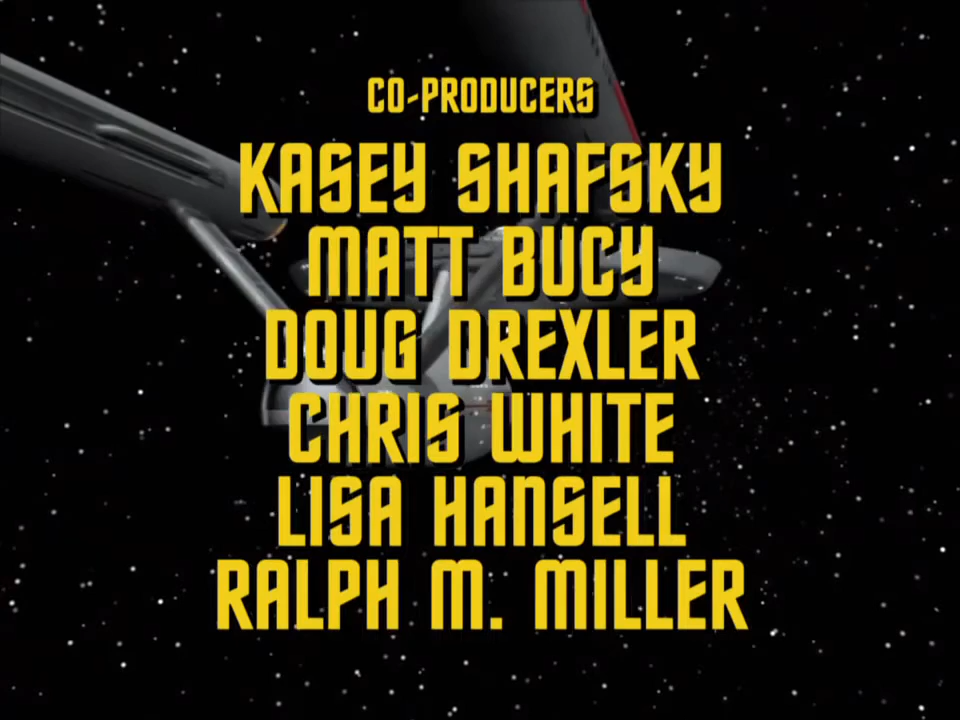 CO-PRODUCERS
KASEY SHAFSKY
MATT BUCY
DOUG DREXLER
CHRIS WHITE
LISA HANSELL
RALPH M. MILLER